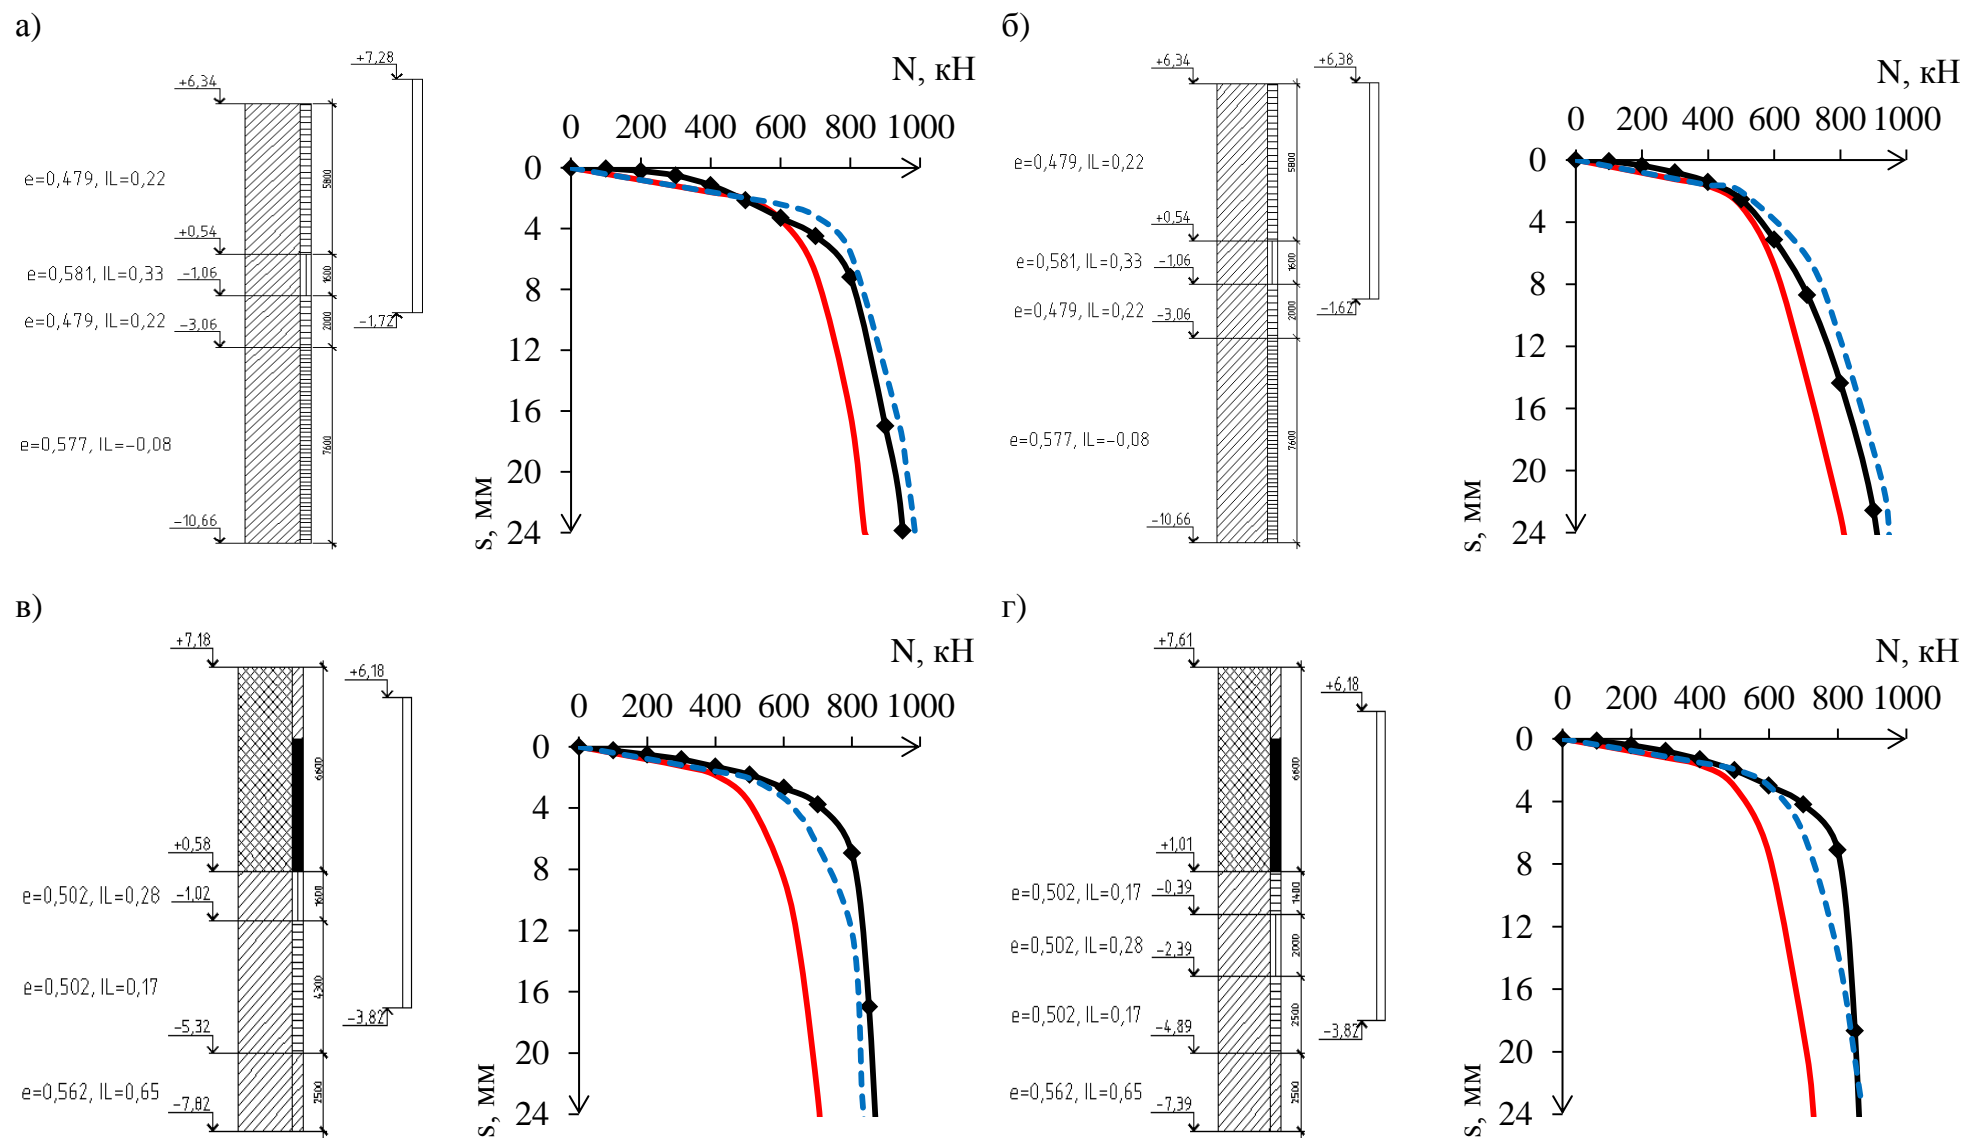 а)
+7,28
+6,34
e=0,479, IL=0,22
5800
+0,54
e=0,581, IL=0,33
-1,06
1600
e=0,479, IL=0,22
-3,06
2000
-1,72
e=0,577, IL=-0,08
7600
-10,66
N, кН
0 200 400 600 800 1000
0
4
8
12
16
20
24
s, мм
б)
+6,34
+6,38
e=0,479, IL=0,22
5800
+0,54
e=0,581, IL=0,33
-1,06
1600
e=0,479, IL=0,22
-3,06
2000
-1,62
e=0,577, IL=-0,08
7600
-10,66
N, кН
0 200 400 600 800 1000
0
4
8
12
16
20
24
s, мм
в)
+7,18
+6,18
6600
+0,58
e=0,502, IL=0,28
-1,02
1600
e=0,502, IL=0,17
4300
-5,32
-3,82
e=0,562, IL=0,65
2500
-7,82
N, кН
0 200 400 600 800 1000
0
4
8
12
16
20
24
s, мм
г)
+7,61
+6,18
6600
+1,01
e=0,502, IL=0,17
-0,39
1400
e=0,502, IL=0,28
-2,39
2000
e=0,502, IL=0,17
-4,89
2500
-3,82
e=0,562, IL=0,65
2500
-7,39
N, кН
0 200 400 600 800 1000
0
4
8
12
16
20
24
s, мм